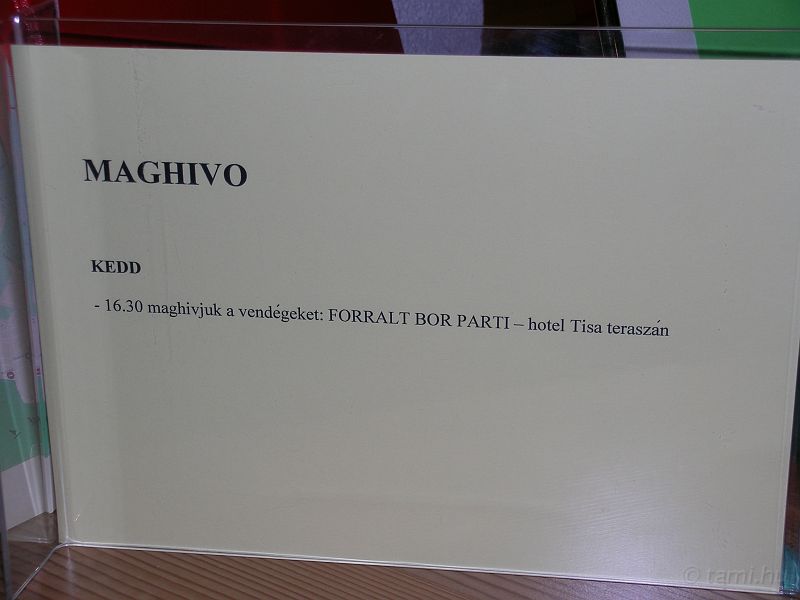 MAGHIVO
KEDD
- 16.30 maghivjuk a vendégeket: FORRALT BOR PARTI – hotel Tisa teraszán
© tami.hu